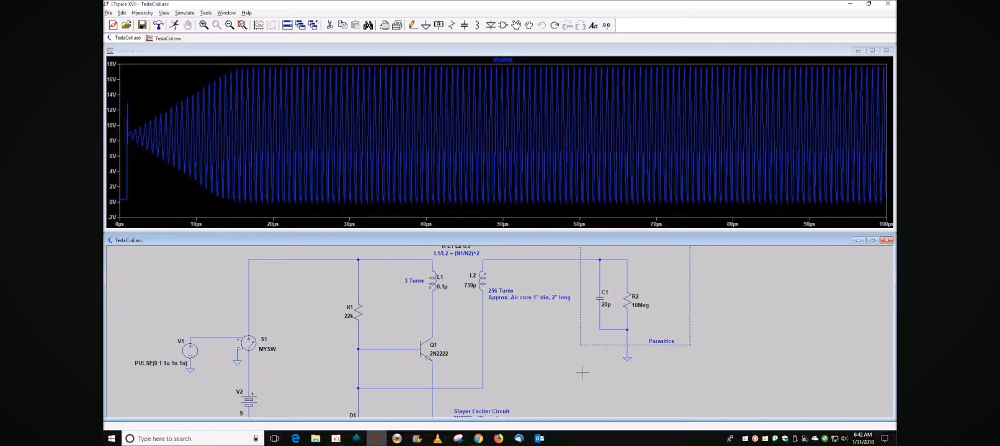 LTspice XVII - TeslaCoil.asc
File Edit Hierarchy View Simulate Tools Window Help
TeslaCoil.asc TeslaCoil.raw
V(n004)
18V
16V
14V
12V
10V
8V
6V
4V
2V
0V
-2V
0µs 10µs 20µs 30µs 40µs 50µs 60µs 70µs 80µs 90µs 100µs
TeslaCoil.asc
K L1 L2 0.9
L1/L2 = (N1/N2)^2
3 Turns
L1
0.1µ
L2
730µ
256 Turns
Approx. Air core 1" dia, 2" long
C1
20p
R2
10Meg
R1
22k
Parasitics
V1
PULSE(0 1 1u 1n 1n)
S1
MYSW
Q1
2N2222
V2
9
D1
Slayer Exciter Circuit
Type here to search
6:42 AM
1/31/2018